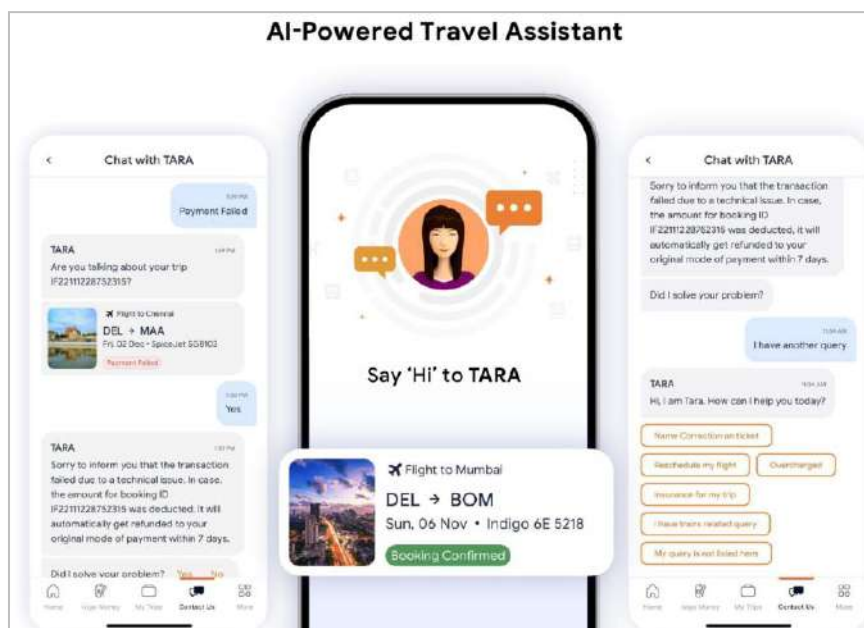 AI-Powered Travel Assistant
Chat with TARA
Payment Failed
TARA
Are you talking about your trip
IF22111228752315?
Flight to Chennai
DEL → MAA
Fri, 02 Dec • SpiceJet SG8103
Payment Failed
Yes
TARA
Sorry to inform you that the transaction
failed due to a technical issue. In case,
the amount for booking ID
IF22111228752315 was deducted, it will
automatically get refunded to your
original mode of payment within 7 days.
Did I solve your problem? Yes No
Home
My Trips
Contact Us
More
Say ‘Hi’ to TARA
Flight to Mumbai
DEL → BOM
Sun, 06 Nov • Indigo 6E 5218
Booking Confirmed
Chat with TARA
Sorry to inform you that the transaction
failed due to a technical issue. In case,
the amount for booking ID
IF22111228752315 was deducted, it will
automatically get refunded to your
original mode of payment within 7 days.
Did I solve your problem?
I have another query
TARA
Hi, I am Tara. How can I help you today?
Name Correction on ticket
Reschedule my flight
Overcharged
Insurance for my trip
I have trains related query
My query is not listed here
Home
My Trips
Contact Us
More